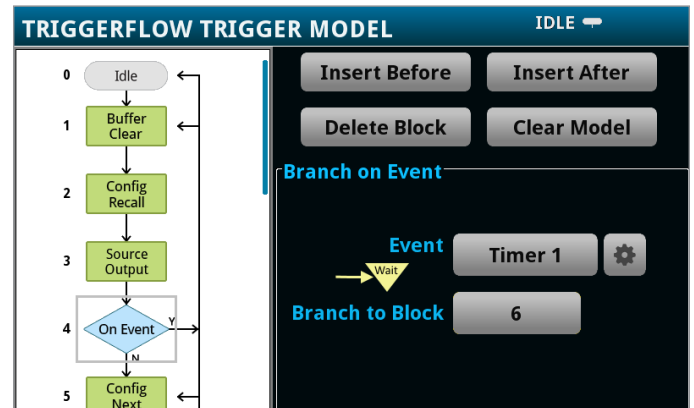 TRIGGERFLOW TRIGGER MODEL
IDLE
0
Idle
1
Buffer
Clear
2
Config
Recall
3
Source
Output
4
On Event
Y
N
5
Config
Next
Insert Before
Insert After
Delete Block
Clear Model
Branch on Event
Event
Timer 1
Wait
Branch to Block
6